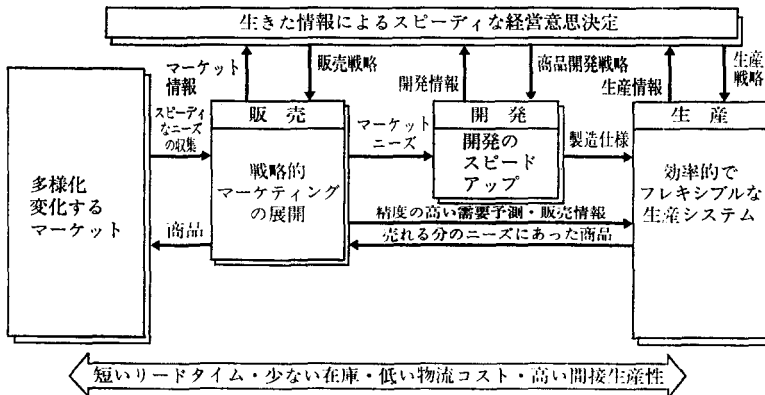 生きた情報によるスピーディな経営意思決定
マーケット
情報
販売戦略
開発情報
商品開発戦略
生産情報
生産
戦略
スピーディ
なニーズ
の収集
販売
マーケット
ニーズ
開発
製造仕様
生産
多様化
変化する
マーケット
戦略的
マーケティング
の展開
開発の
スピード
アップ
効率的で
フレキシブルな
生産システム
精度の高い需要予測・販売情報
商品
売れる分のニーズにあった商品
短いリードタイム・少ない在庫・低い物流コスト・高い間接生産性